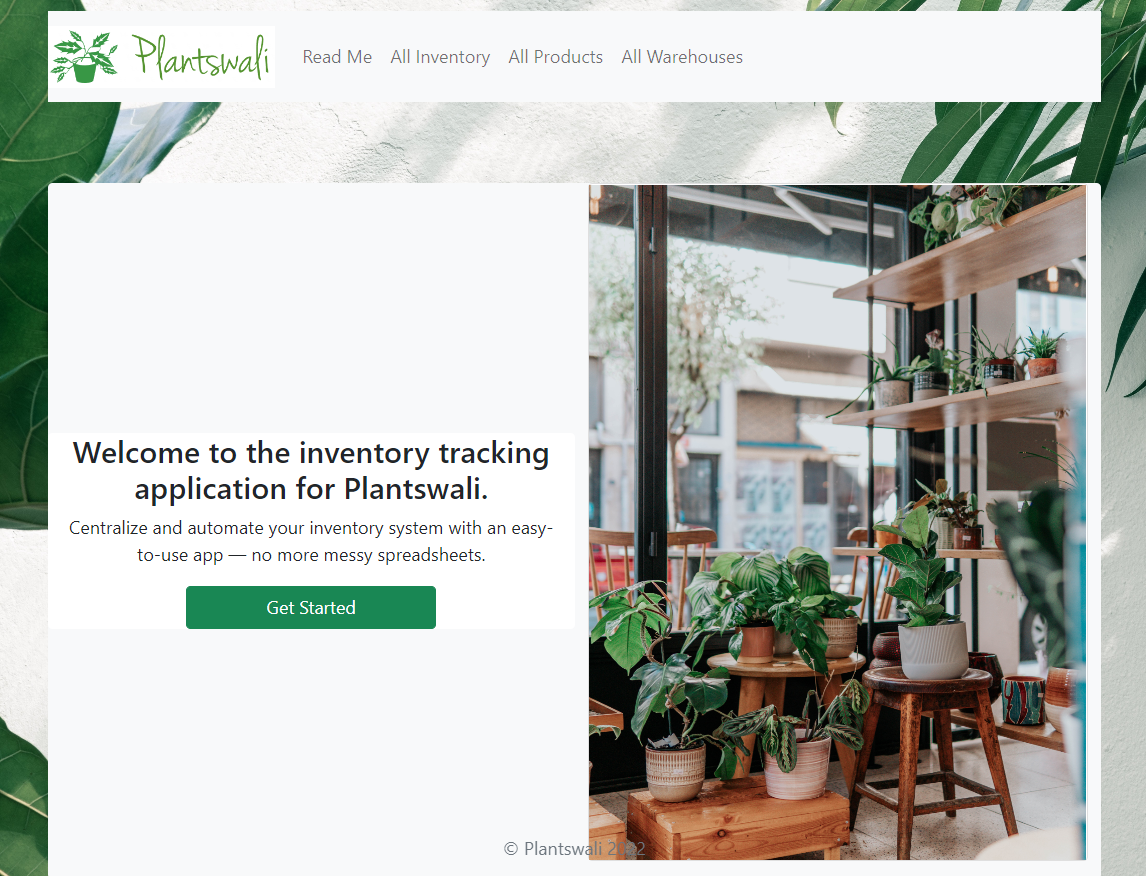 Plantswali
Read Me
All Inventory
All Products
All Warehouses
Welcome to the inventory tracking
application for Plantswali.
Centralize and automate your inventory system with an easy-
to-use app — no more messy spreadsheets.
Get Started
© Plantswali